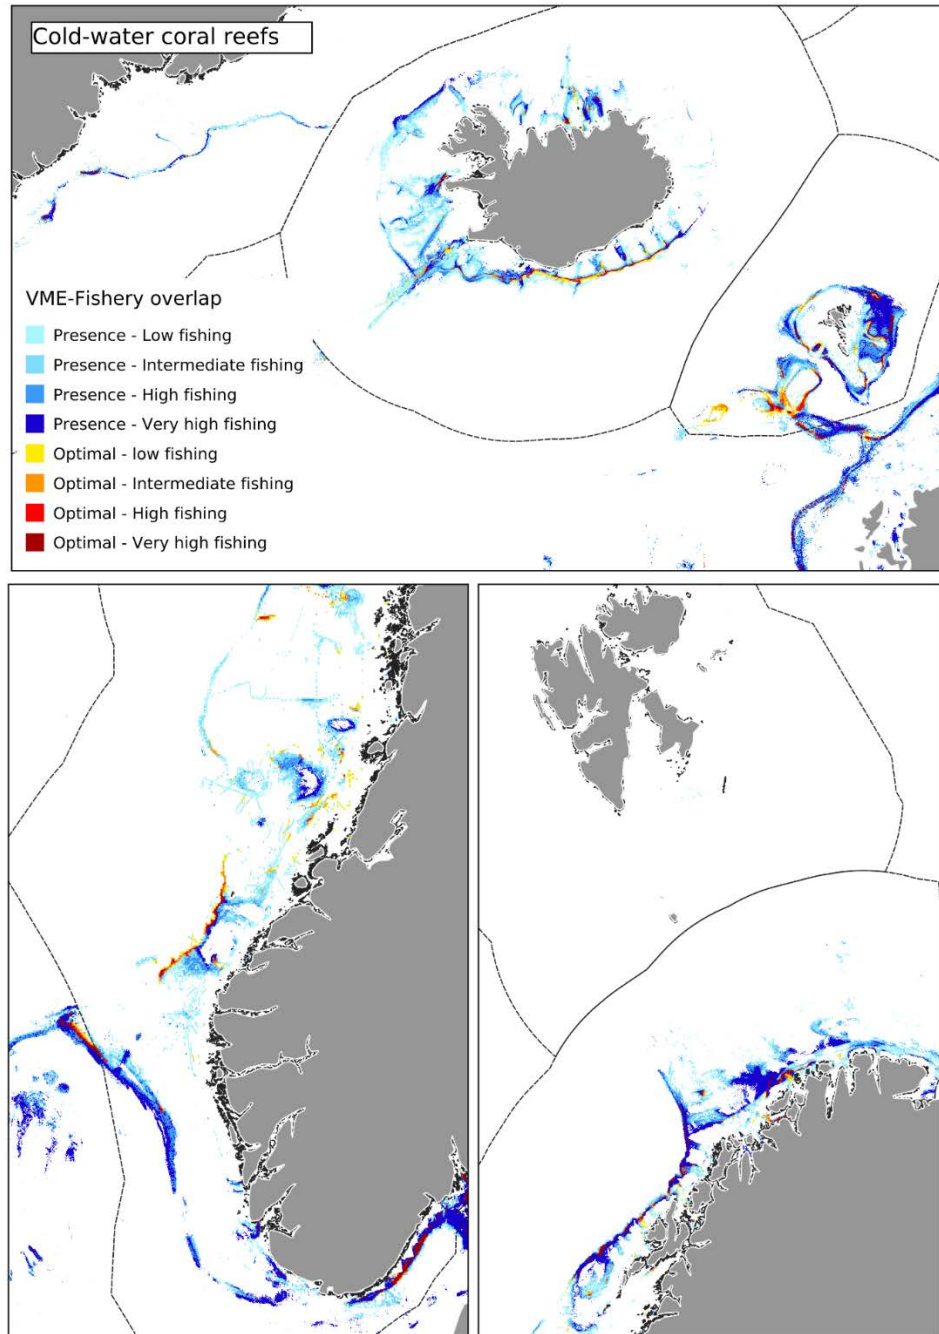 Cold-water coral reefs
VME-Fishery overlap
Presence - Low fishing
Presence - Intermediate fishing
Presence - High fishing
Presence - Very high fishing
Optimal - low fishing
Optimal - Intermediate fishing
Optimal - High fishing
Optimal - Very high fishing